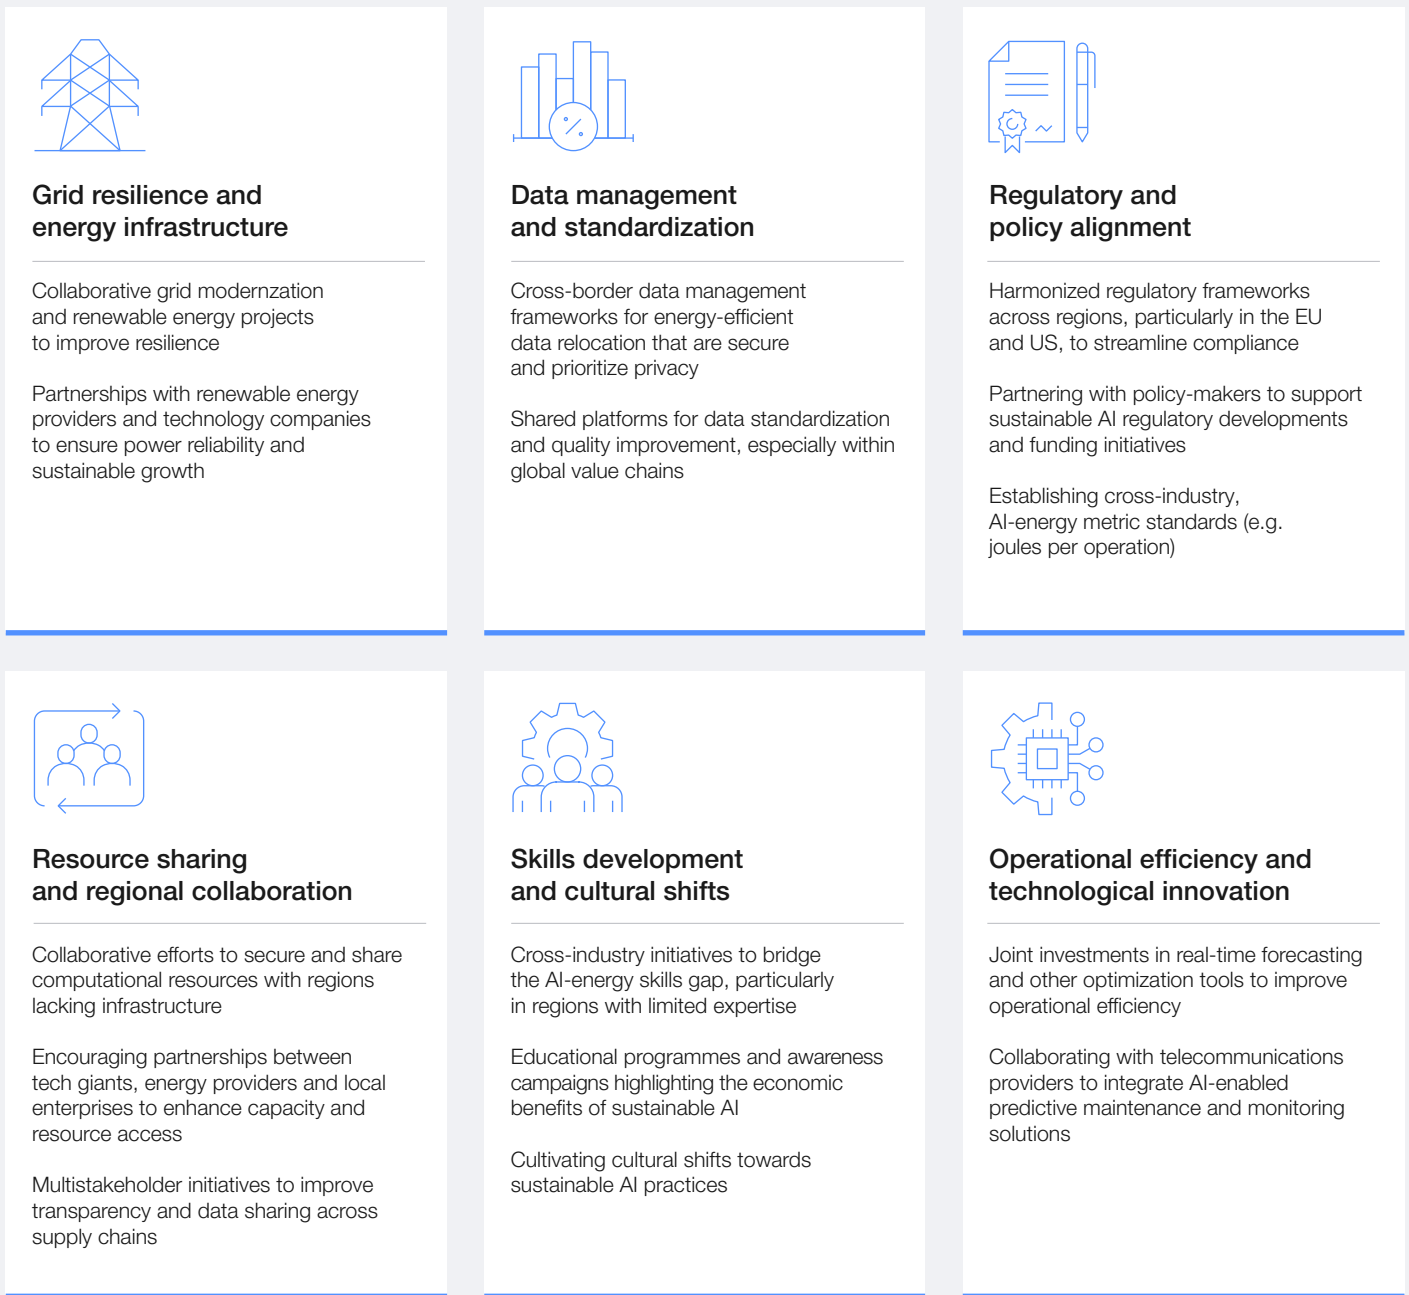 Grid resilience and
energy infrastructure
Collaborative grid modernzation
and renewable energy projects
to improve resilience
Partnerships with renewable energy
providers and technology companies
to ensure power reliability and
sustainable growth
Data management
and standardization
Cross-border data management
frameworks for energy-efficient
data relocation that are secure
and prioritize privacy
Shared platforms for data standardization
and quality improvement, especially within
global value chains
Regulatory and
policy alignment
Harmonized regulatory frameworks
across regions, particularly in the EU
and US, to streamline compliance
Partnering with policy-makers to support
sustainable AI regulatory developments
and funding initiatives
Establishing cross-industry,
AI-energy metric standards (e.g.
joules per operation)
Resource sharing
and regional collaboration
Collaborative efforts to secure and share
computational resources with regions
lacking infrastructure
Encouraging partnerships between
tech giants, energy providers and local
enterprises to enhance capacity and
resource access
Multistakeholder initiatives to improve
transparency and data sharing across
supply chains
Skills development
and cultural shifts
Cross-industry initiatives to bridge
the AI-energy skills gap, particularly
in regions with limited expertise
Educational programmes and awareness
campaigns highlighting the economic
benefits of sustainable AI
Cultivating cultural shifts towards
sustainable AI practices
Operational efficiency and
technological innovation
Joint investments in real-time forecasting
and other optimization tools to improve
operational efficiency
Collaborating with telecommunications
providers to integrate AI-enabled
predictive maintenance and monitoring
solutions